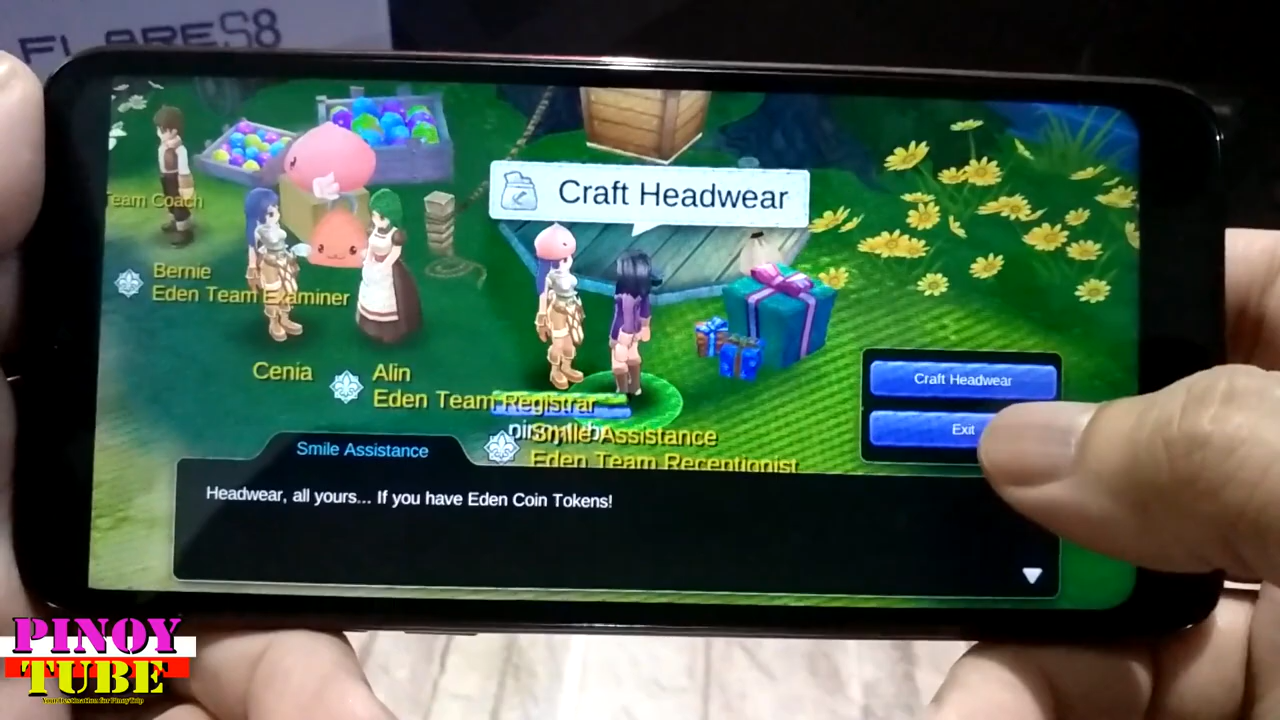 FLARE S8
Craft Headwear
Team Coach
Bernie
Eden Team Examiner
Cenia
Alin
Eden Team Registrar
Smile Assistance
Eden Team Receptionist
Craft Headwear
Exit
Smile Assistance
Headwear, all yours... If you have Eden Coin Tokens!
PINOY
TUBE